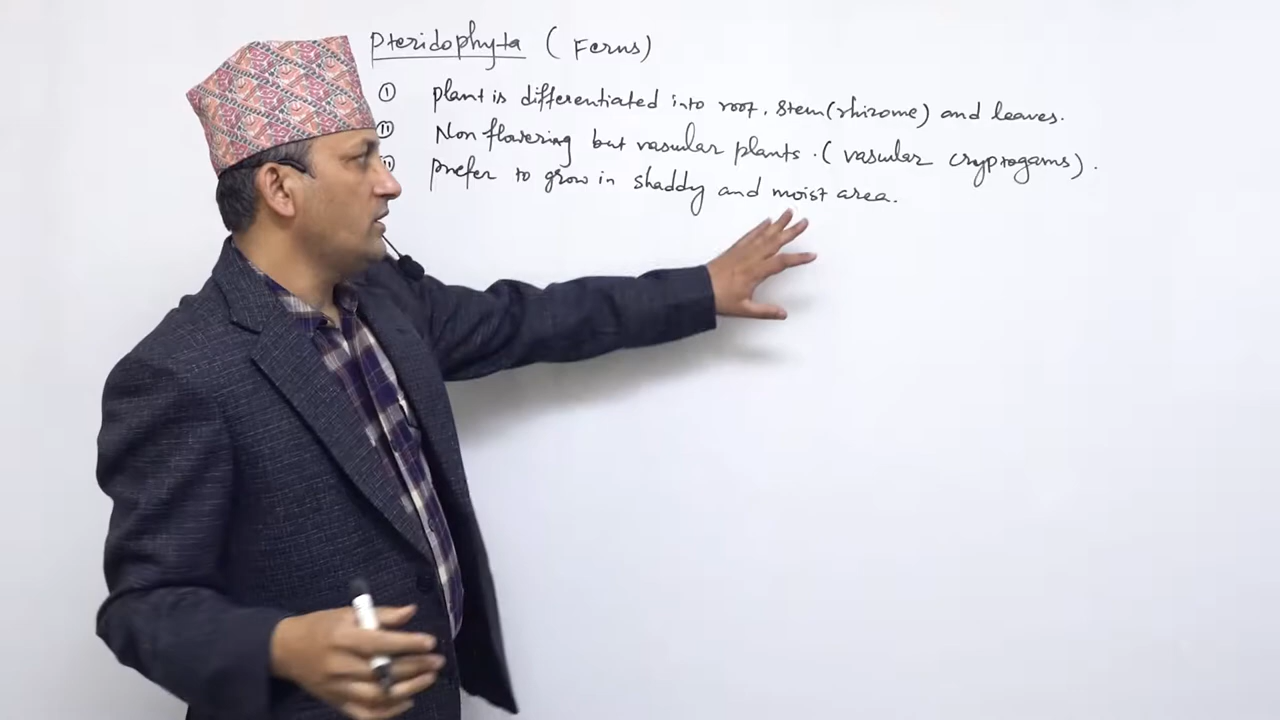 Pteridophyta (Ferns)
① plant is differentiated into root, stem (rhizome) and leaves.
⑪ Non flowering but vascular plants. (vascular cryptogams).
prefer to grow in shaddy and moist area.